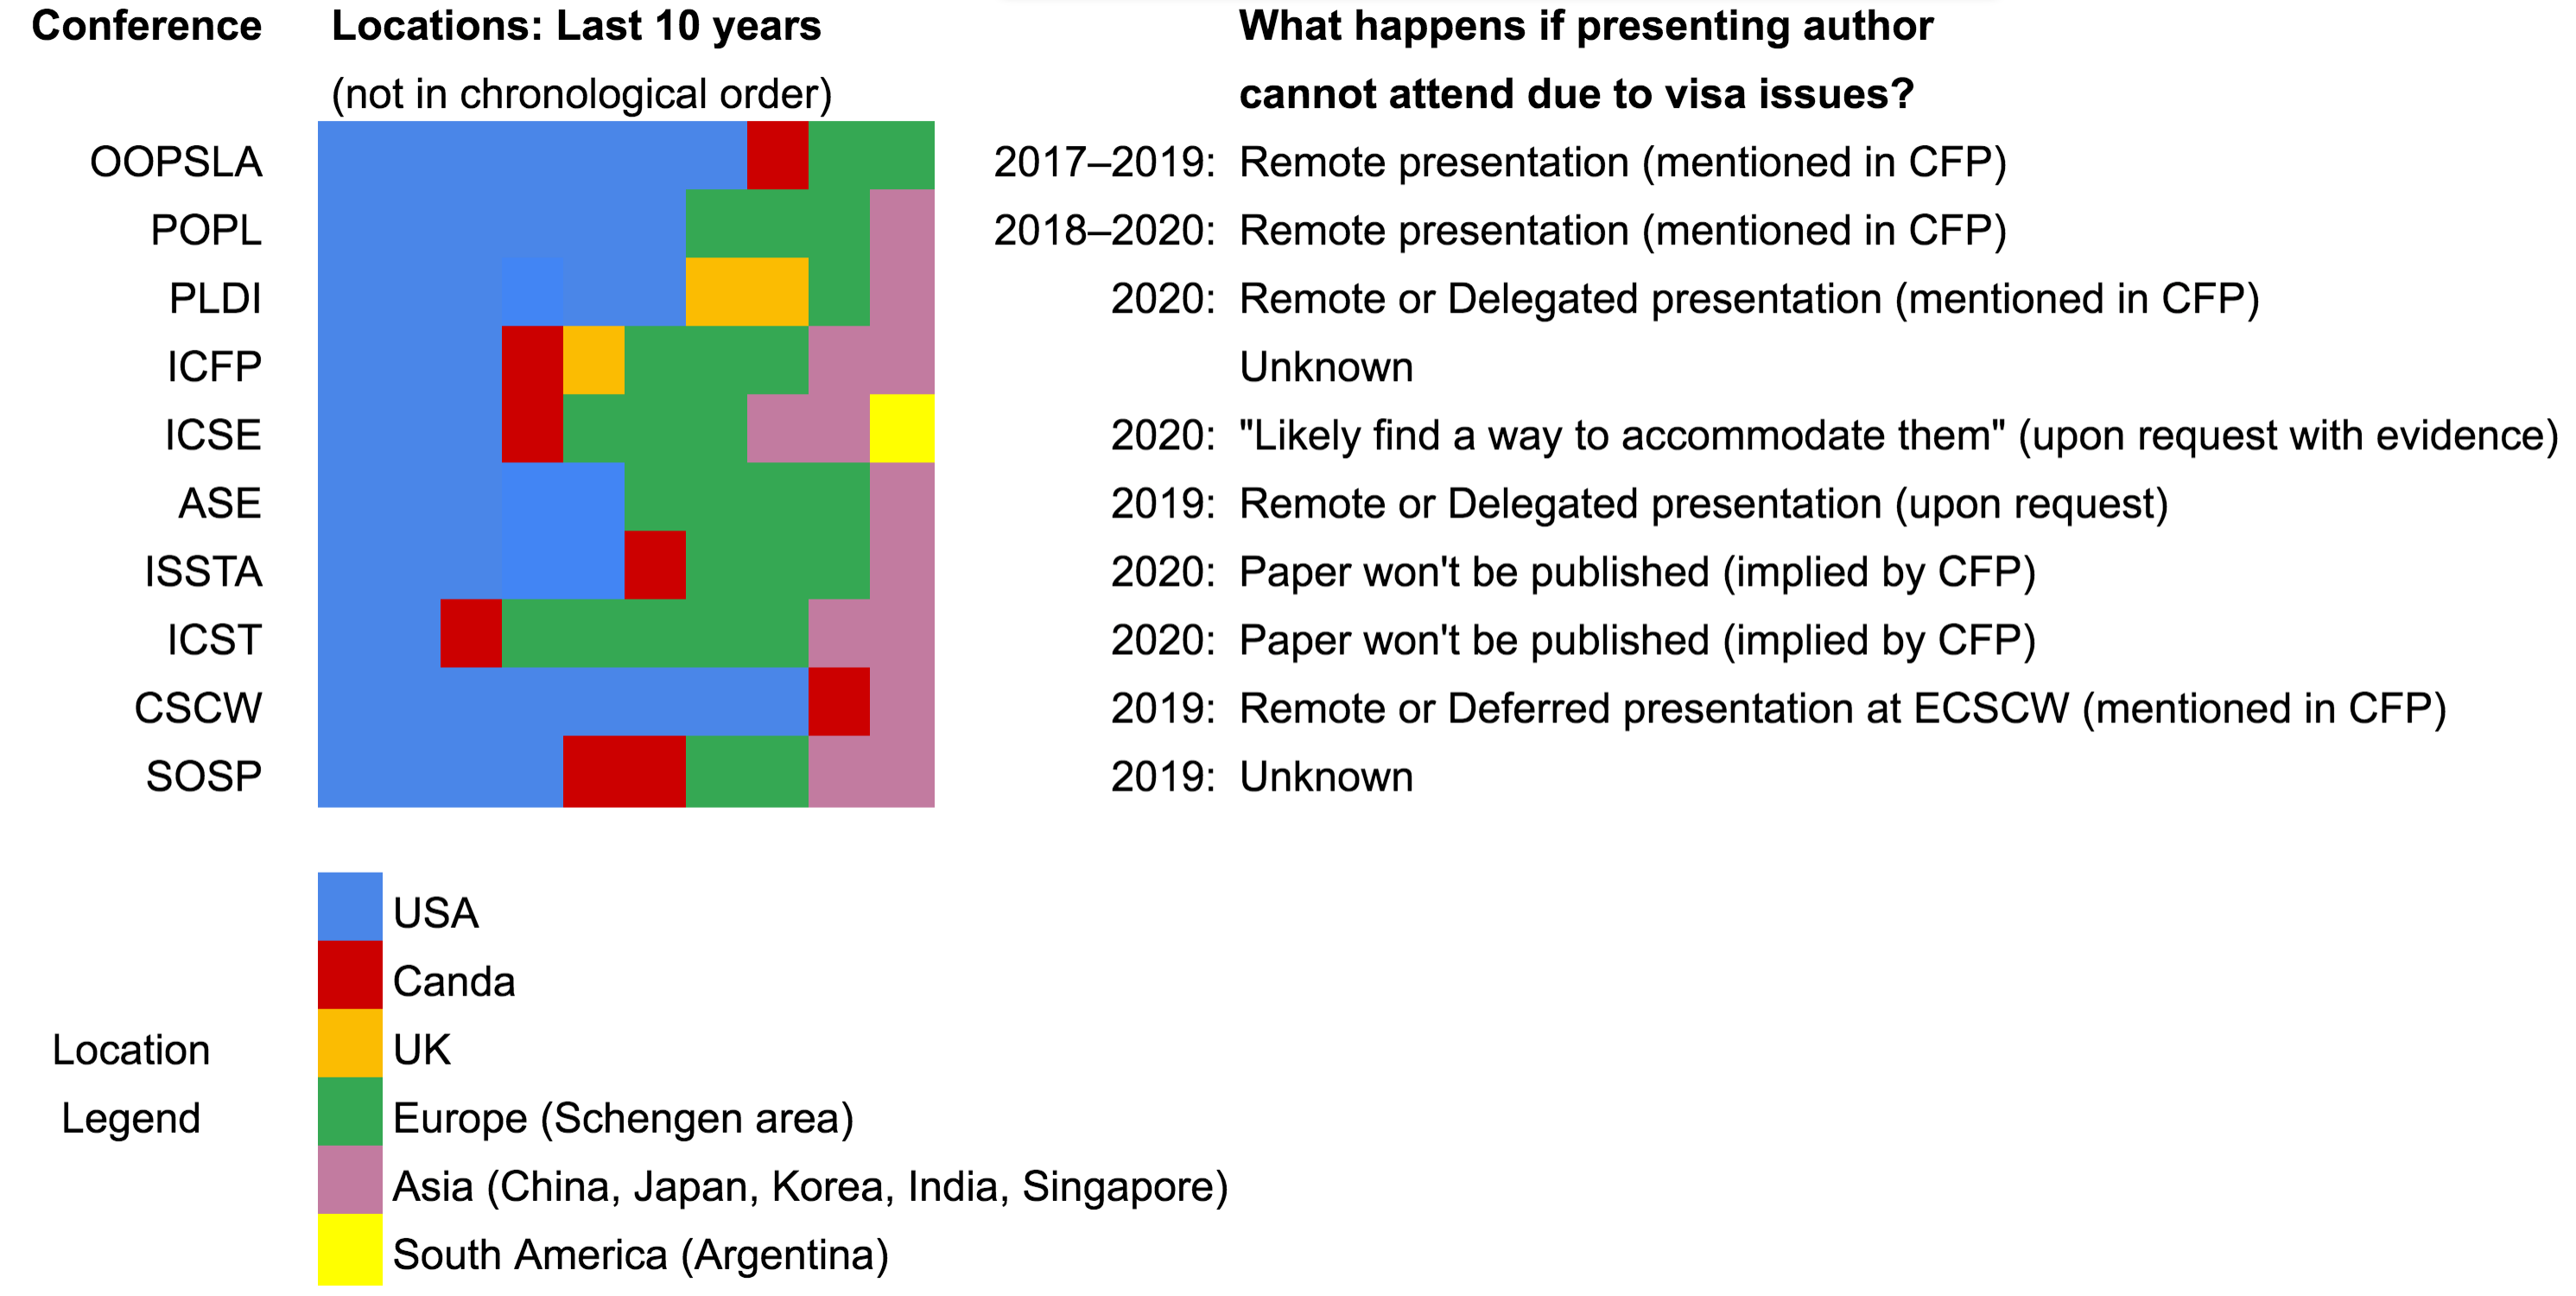 Conference Locations: Last 10 years What happens if presenting author
(not in chronological order) cannot attend due to visa issues?
OOPSLA 2017–2019: Remote presentation (mentioned in CFP)
POPL 2018–2020: Remote presentation (mentioned in CFP)
PLDI 2020: Remote or Delegated presentation (mentioned in CFP)
ICFP Unknown
ICSE 2020: "Likely find a way to accommodate them" (upon request with evidence)
ASE 2019: Remote or Delegated presentation (upon request)
ISSTA 2020: Paper won't be published (implied by CFP)
ICST 2020: Paper won't be published (implied by CFP)
CSCW 2019: Remote or Deferred presentation at ECSCW (mentioned in CFP)
SOSP 2019: Unknown
USA
Canda
Location UK
Legend Europe (Schengen area)
Asia (China, Japan, Korea, India, Singapore)
South America (Argentina)